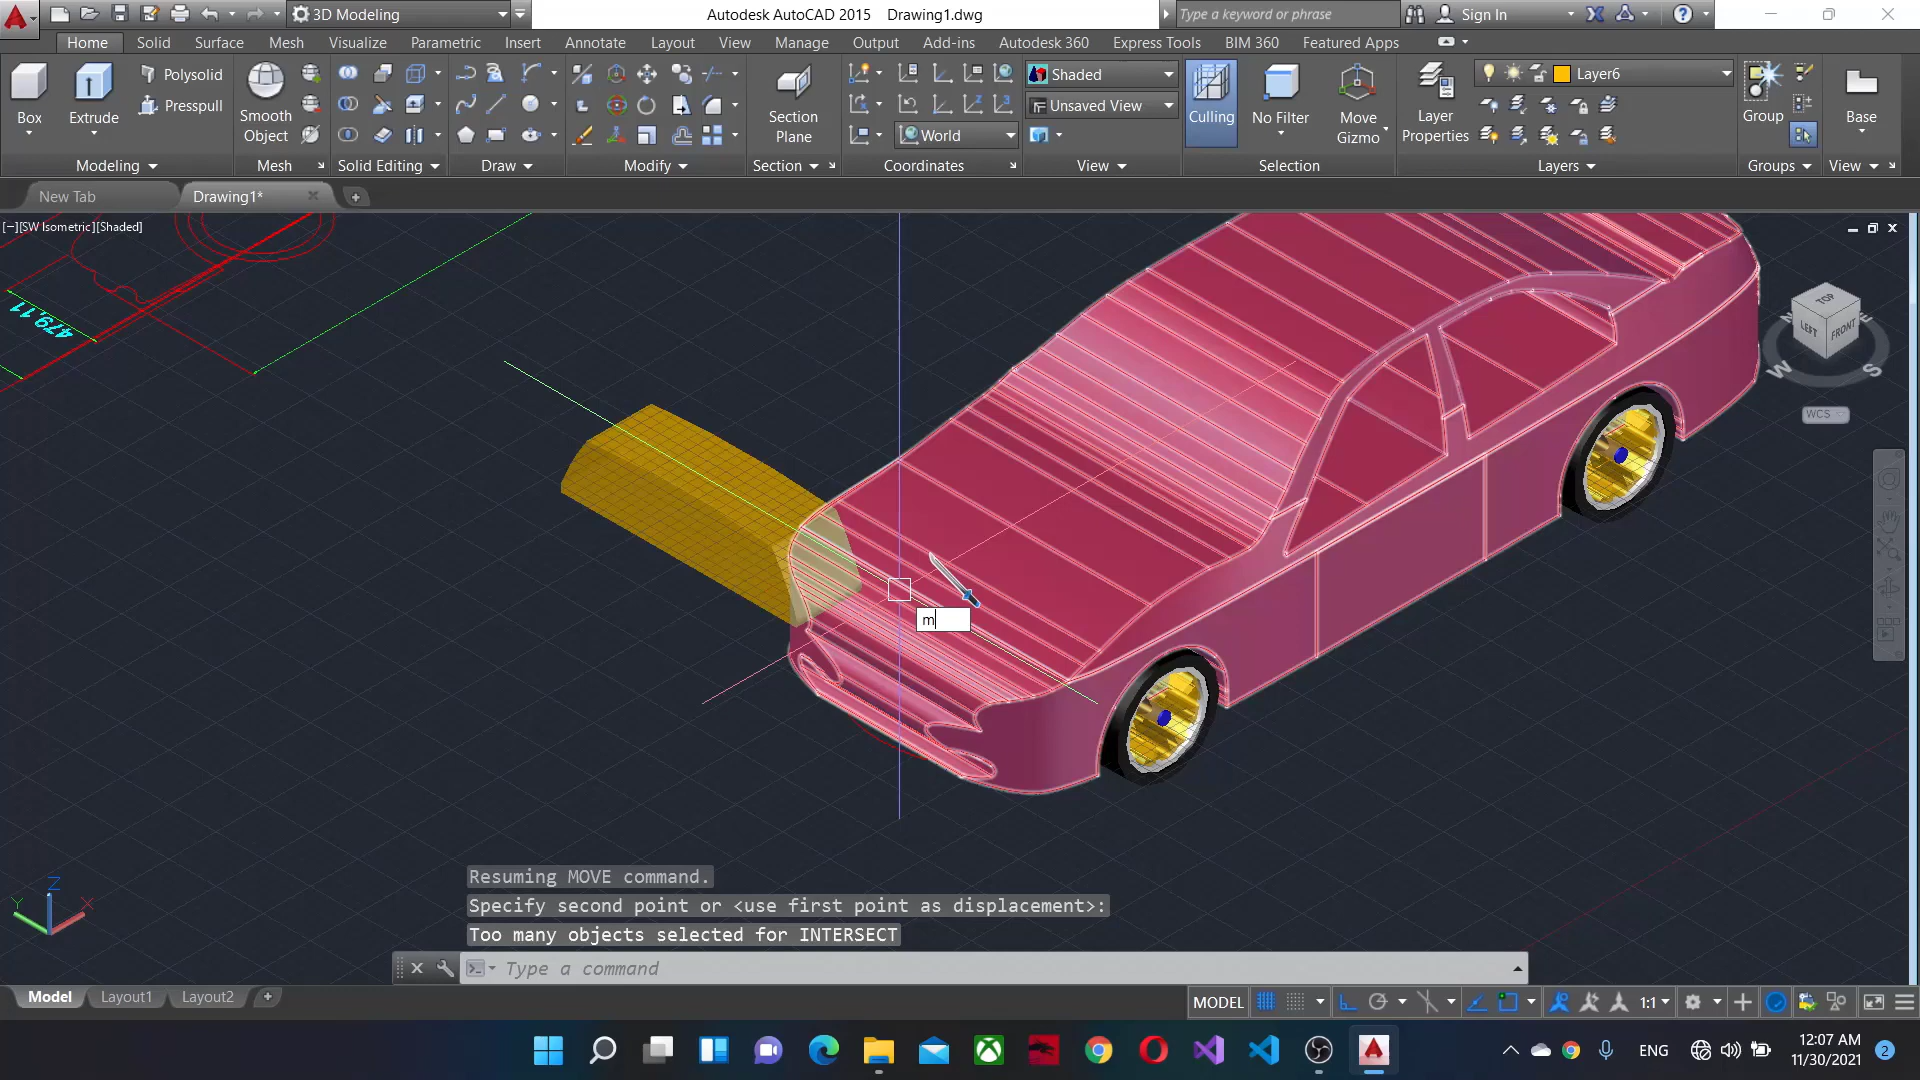 3D Modeling
Autodesk AutoCAD 2015 Drawing1.dwg
Type a keyword or phrase
Sign In
Home Solid Surface Mesh Visualize Parametric Insert Annotate Layout View Manage Output Add-ins Autodesk 360 Express Tools BIM 360 Featured Apps
Box
Extrude
Polysolid
Presspull
Smooth
Object
Section
Plane
World
Shaded
Unsaved View
Culling
No Filter
Move
Gizmo
Layer
Properties
Layer6
Group
Base
Modeling
Mesh
Solid Editing
Draw
Modify
Section
Coordinates
View
Selection
Layers
Groups
View
New Tab
Drawing1*
[−][SW Isometric][Shaded]
479,11
TOP
LEFT
FRONT
W
S
WCS
m
Z
Y
X
Resuming MOVE command.
Specify second point or <use first point as displacement>:
Too many objects selected for INTERSECT
Type a command
Model
Layout1
Layout2
MODEL
1:1
ENG
12:07 AM
11/30/2021
2